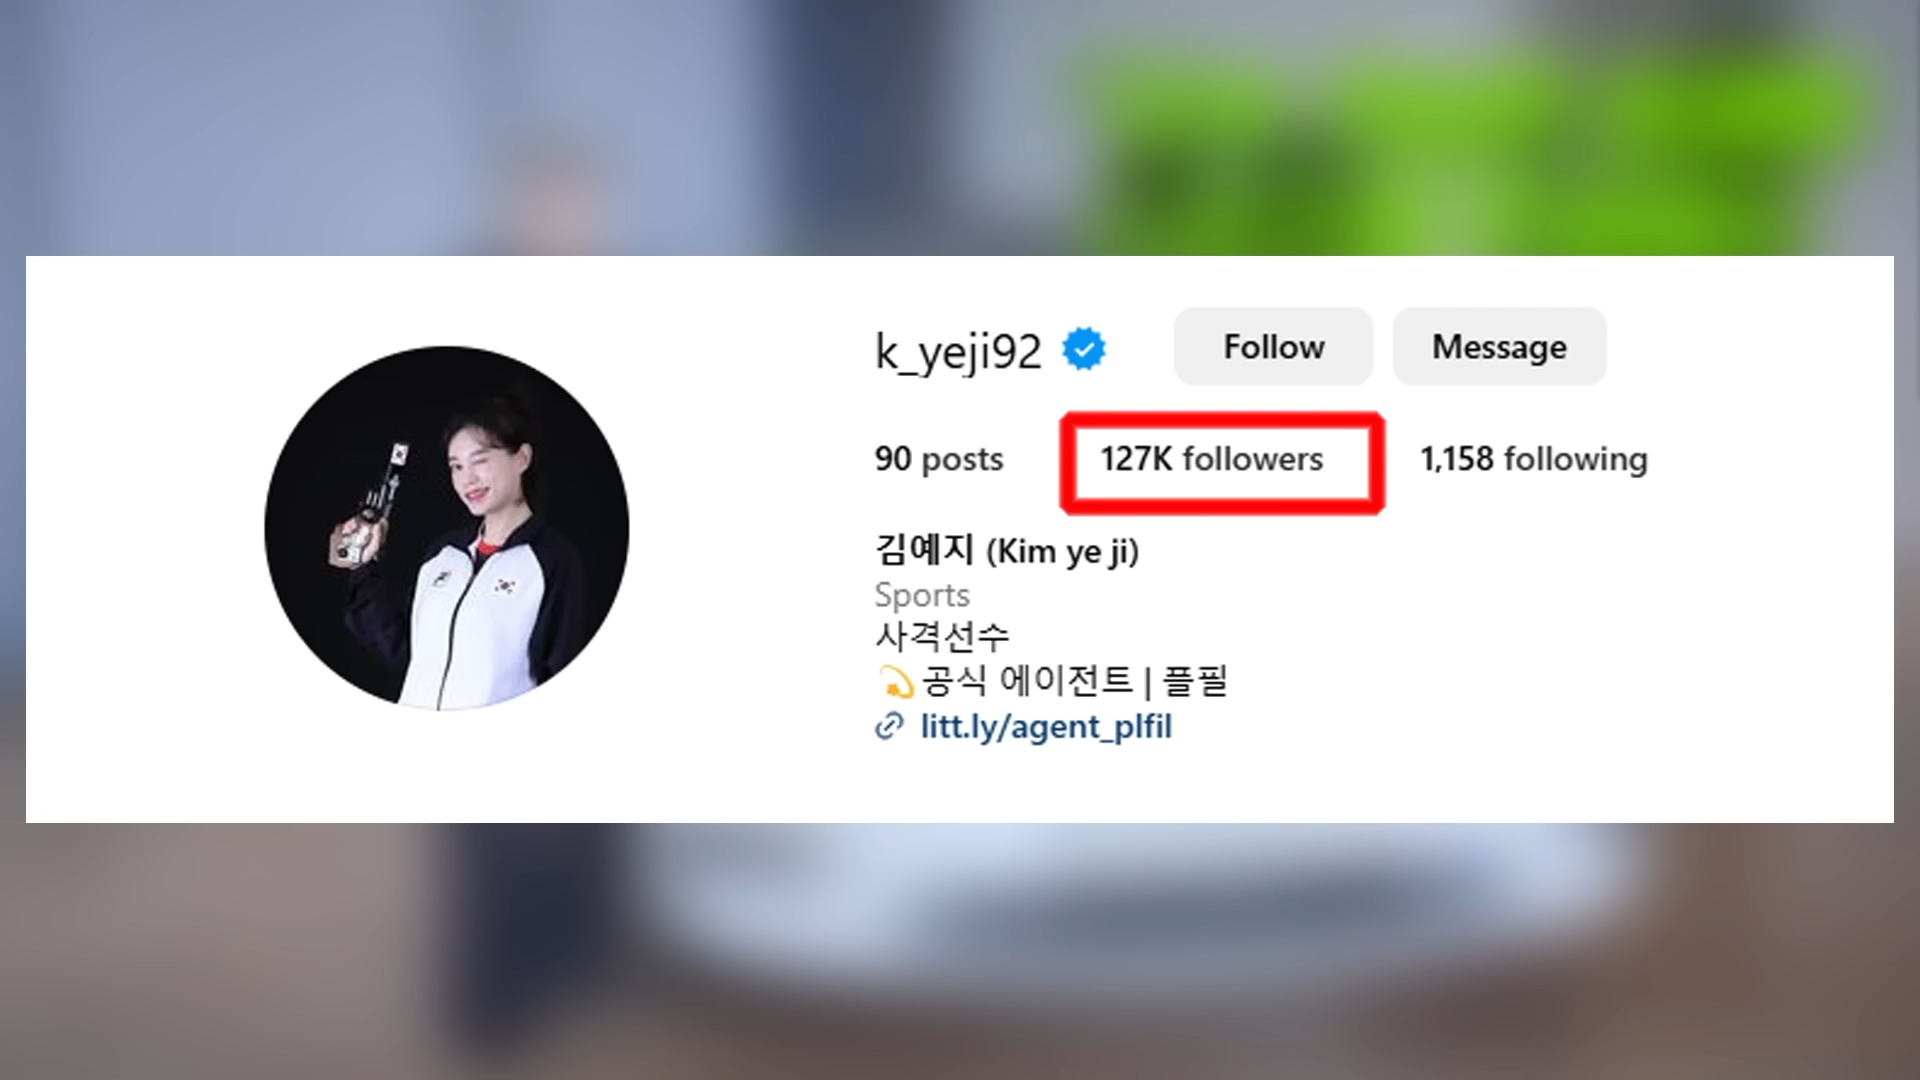 k_yeji92
Follow
Message
90 posts
127K followers
1,158 following
김예지 (Kim ye ji)
Sports
사격선수
💫공식 에이전트 | 플필
litt.ly/agent_plfil